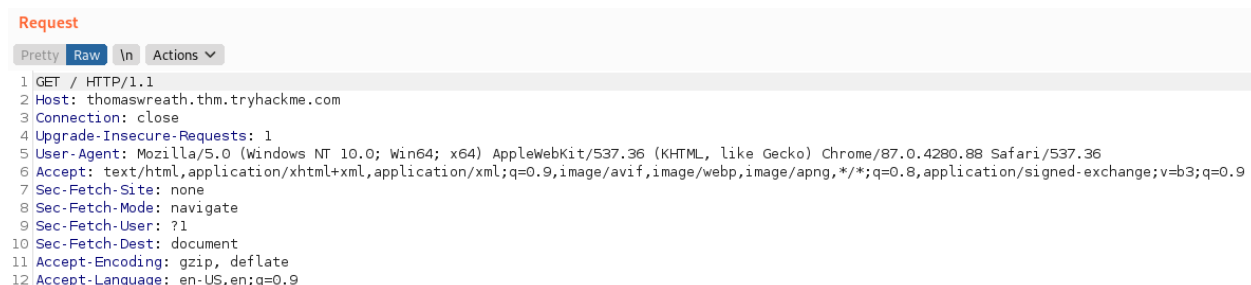 Request
Pretty Raw \n Actions
1 GET / HTTP/1.1
2 Host: thomaswreath.thm.tryhackme.com
3 Connection: close
4 Upgrade-Insecure-Requests: 1
5 User-Agent: Mozilla/5.0 (Windows NT 10.0; Win64; x64) AppleWebKit/537.36 (KHTML, like Gecko) Chrome/87.0.4280.88 Safari/537.36
6 Accept: text/html,application/xhtml+xml,application/xml;q=0.9,image/avif,image/webp,image/apng,*/*;q=0.8,application/signed-exchange;v=b3;q=0.9
7 Sec-Fetch-Site: none
8 Sec-Fetch-Mode: navigate
9 Sec-Fetch-User: ?1
10 Sec-Fetch-Dest: document
11 Accept-Encoding: gzip, deflate
12 Accept-Language: en-US,en;q=0.9